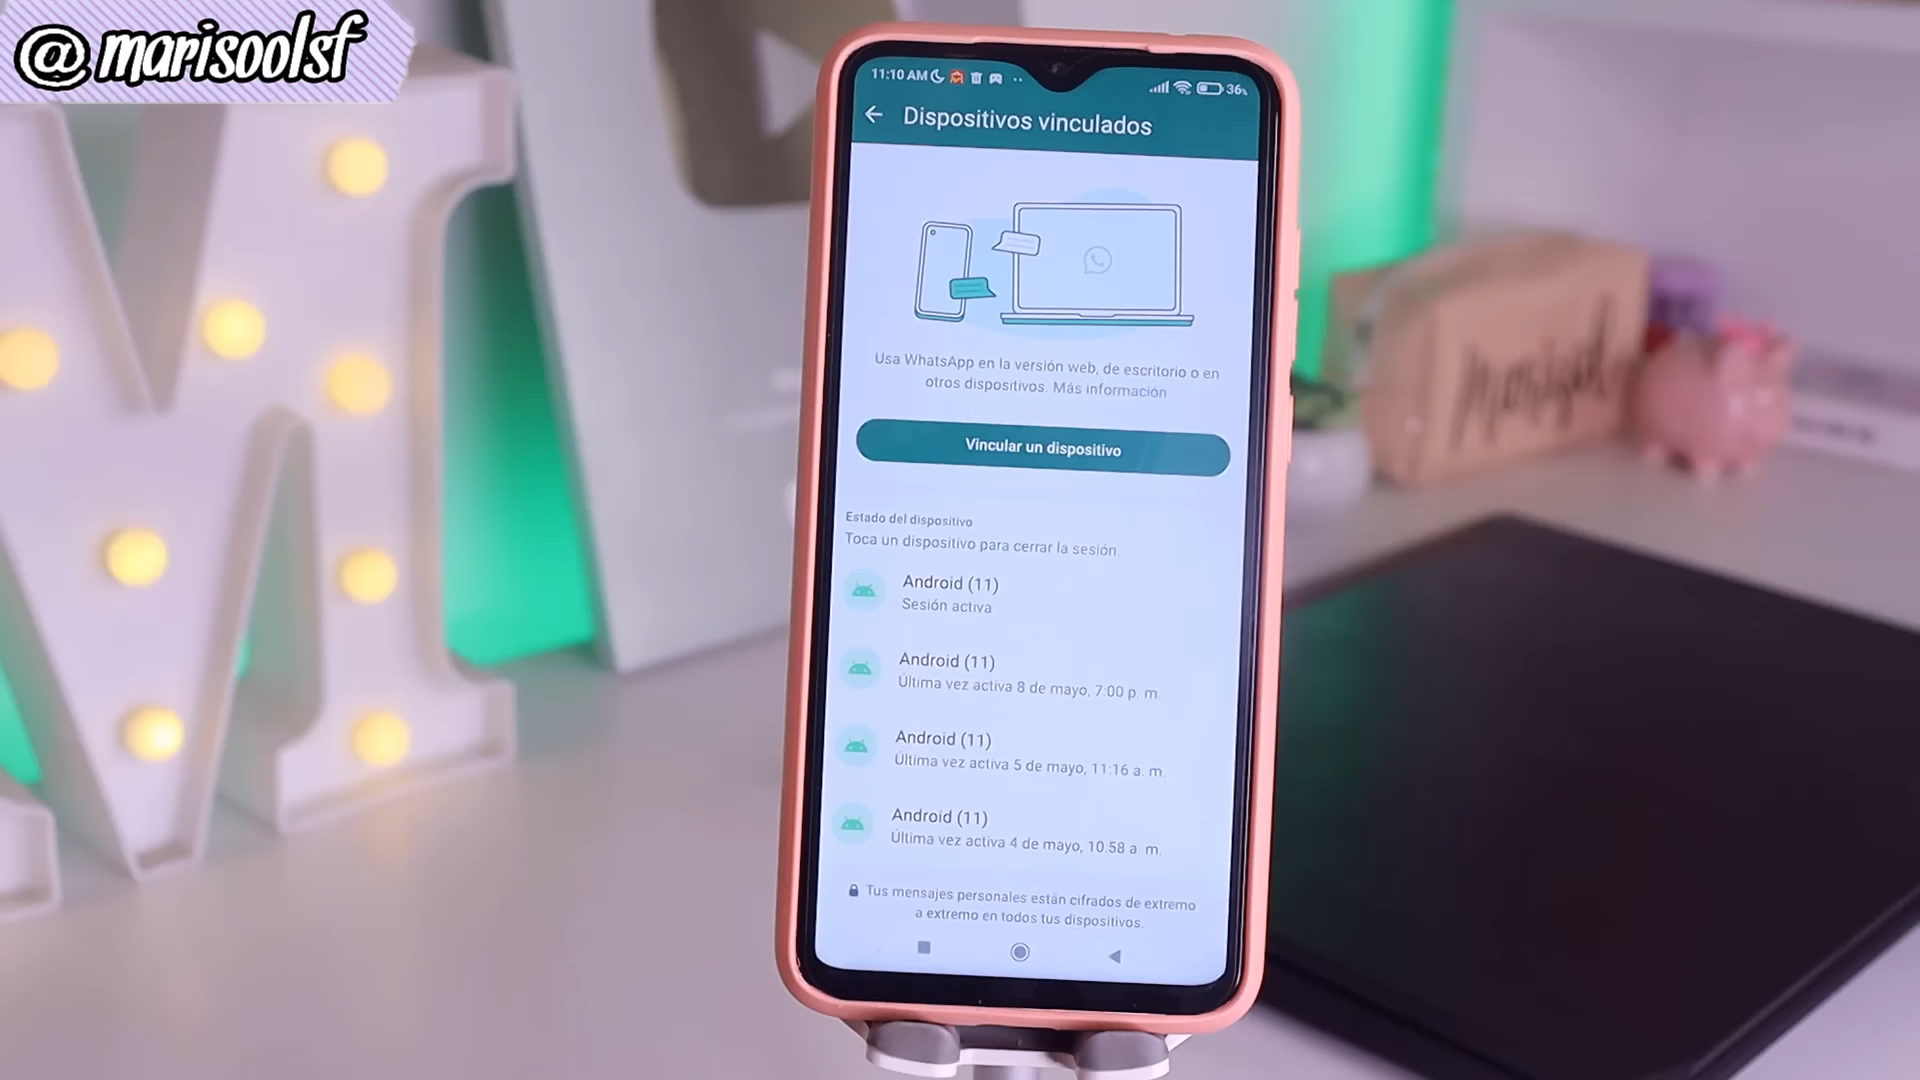 @marisoolsf
11:10 AM
36%
Dispositivos vinculados
Usa WhatsApp en la versión web, de escritorio o en
otros dispositivos. Más información
Vincular un dispositivo
Estado del dispositivo
Toca un dispositivo para cerrar la sesión.
Android (11)
Sesión activa
Android (11)
Última vez activa 8 de mayo, 7:00 p. m.
Android (11)
Última vez activa 5 de mayo, 11:16 a. m.
Android (11)
Última vez activa 4 de mayo, 10:58 a. m.
Tus mensajes personales están cifrados de extremo
a extremo en todos tus dispositivos.